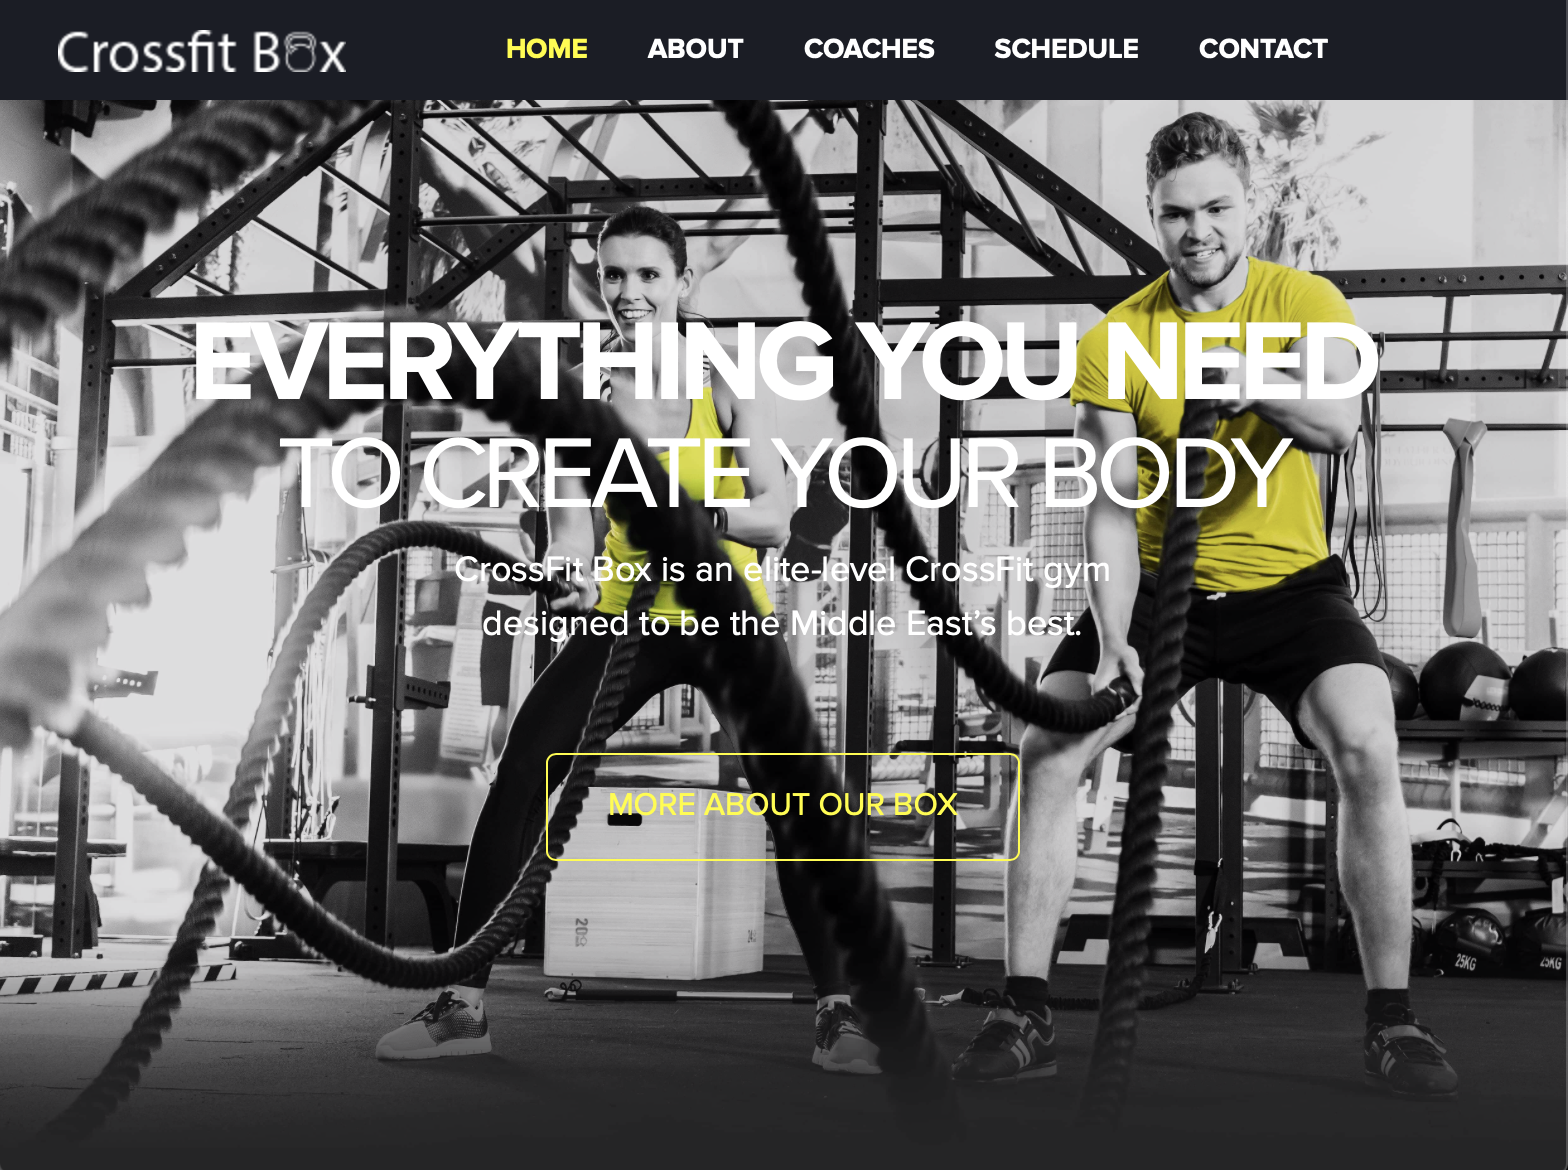 Crossfit Box
HOME ABOUT COACHES SCHEDULE CONTACT
EVERYTHING YOU NEED
TO CREATE YOUR BODY
CrossFit Box is an elite-level CrossFit gym
designed to be the Middle East's best.
MORE ABOUT OUR BOX
20
25KG
25KG